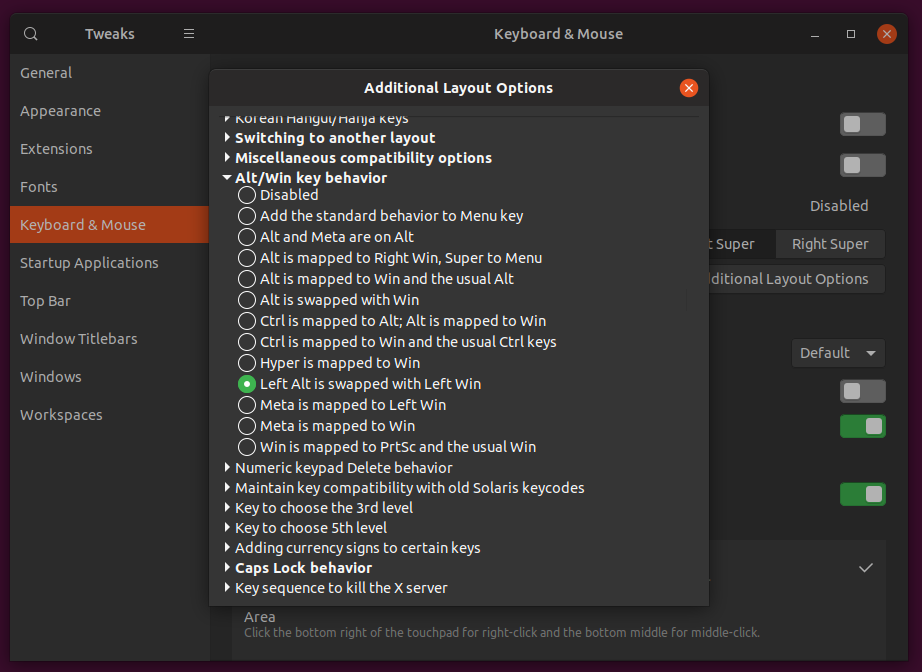 Tweaks
Keyboard & Mouse
General
Appearance
Extensions
Fonts
Keyboard & Mouse
Startup Applications
Top Bar
Window Titlebars
Windows
Workspaces
Additional Layout Options
Korean Hangul/Hanja keys
Switching to another layout
Miscellaneous compatibility options
Alt/Win key behavior
Disabled
Add the standard behavior to Menu key
Alt and Meta are on Alt
Alt is mapped to Right Win, Super to Menu
Alt is mapped to Win and the usual Alt
Alt is swapped with Win
Ctrl is mapped to Alt; Alt is mapped to Win
Ctrl is mapped to Win and the usual Ctrl keys
Hyper is mapped to Win
Left Alt is swapped with Left Win
Meta is mapped to Left Win
Meta is mapped to Win
Win is mapped to PrtSc and the usual Win
Numeric keypad Delete behavior
Maintain key compatibility with old Solaris keycodes
Key to choose the 3rd level
Key to choose 5th level
Adding currency signs to certain keys
Caps Lock behavior
Key sequence to kill the X server
Disabled
t Super
Right Super
ditional Layout Options
Default
Area
Click the bottom right of the touchpad for right-click and the bottom middle for middle-click.